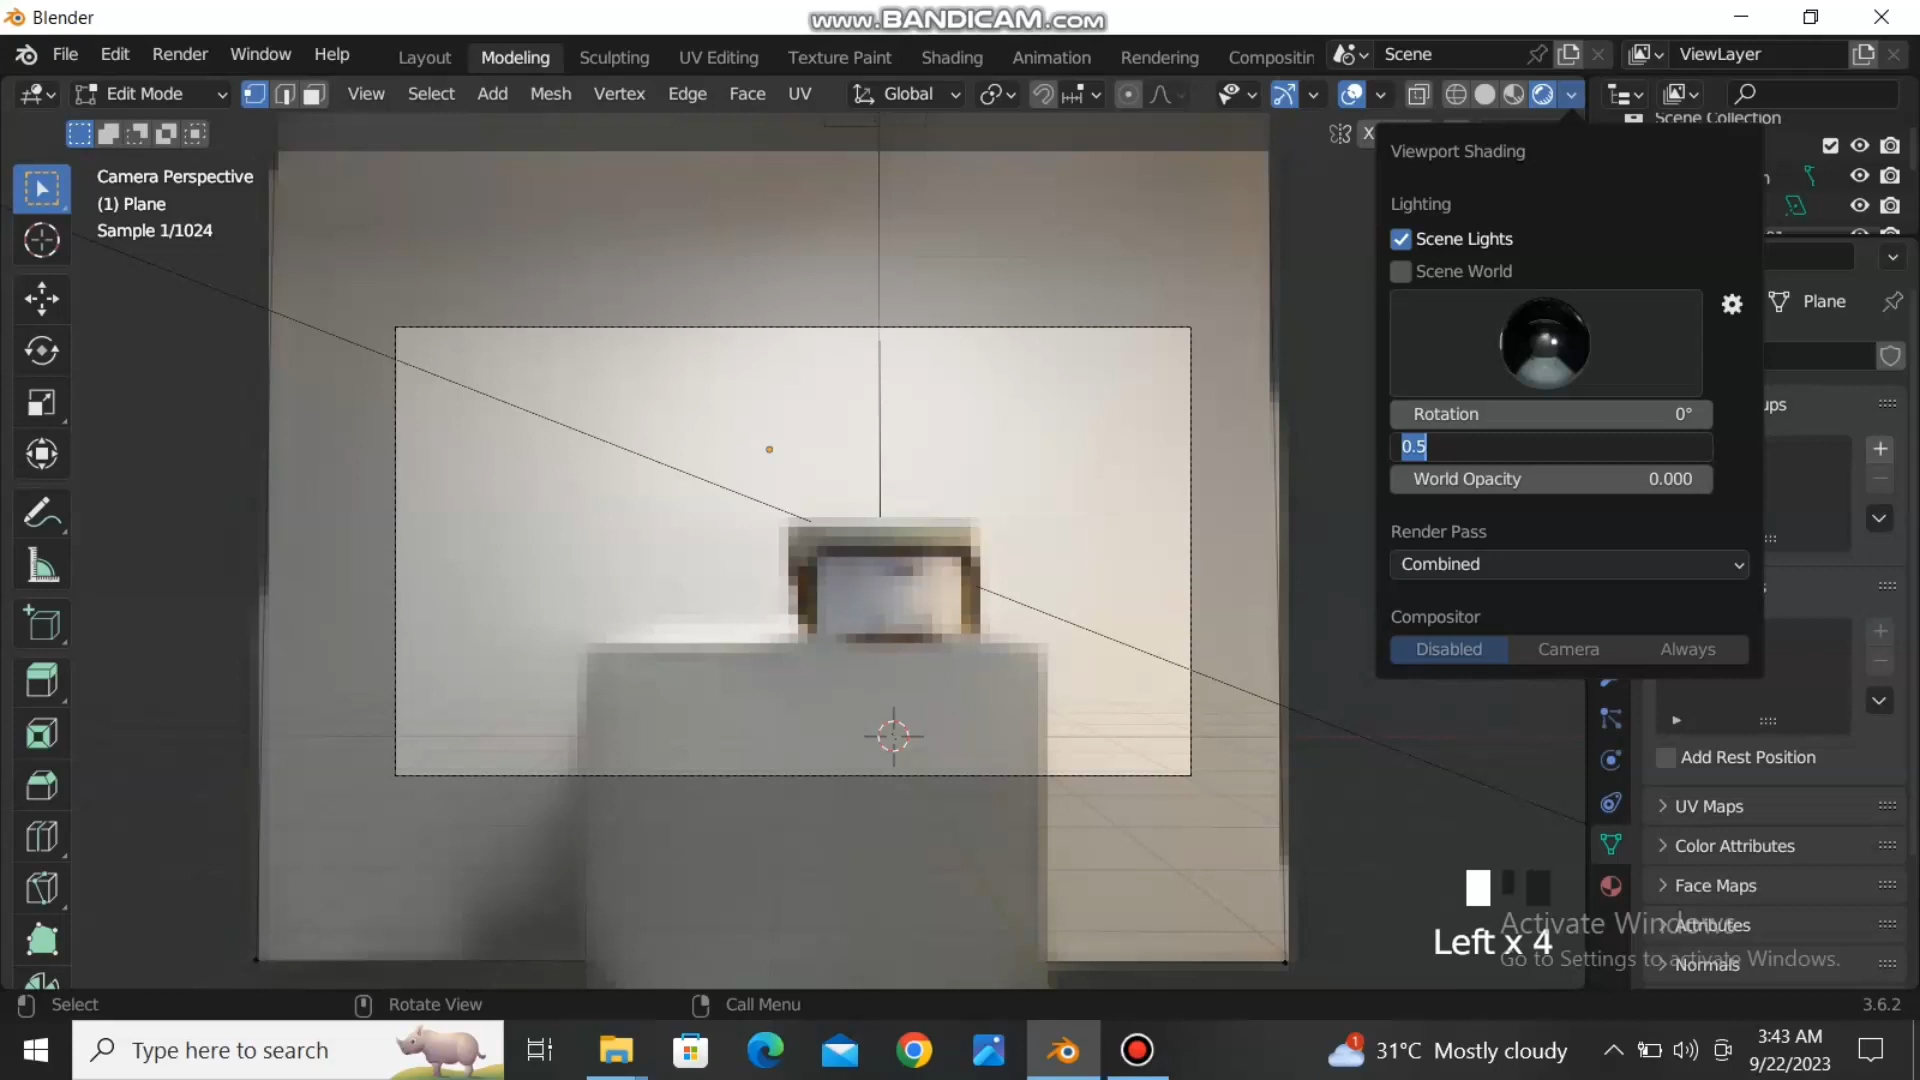 Blender
www.BANDICAM.com
File Edit Render Window Help Layout Modeling Sculpting UV Editing Texture Paint Shading Animation Rendering Compositin Scene ViewLayer
Edit Mode View Select Add Mesh Vertex Edge Face UV Global
Scene Collection
X
Camera Perspective
(1) Plane
Sample 1/1024
Viewport Shading
Lighting
Scene Lights
Scene World
Rotation 0°
0.5
World Opacity 0.000
Render Pass
Combined
Compositor
Disabled Camera Always
Plane
ups
Add Rest Position
UV Maps
Color Attributes
Face Maps
Attributes
Normals
Left x 4
Activate Windows
Go to Settings to activate Windows.
Select Rotate View Call Menu 3.6.2
Type here to search
1
31°C Mostly cloudy
3:43 AM
9/22/2023